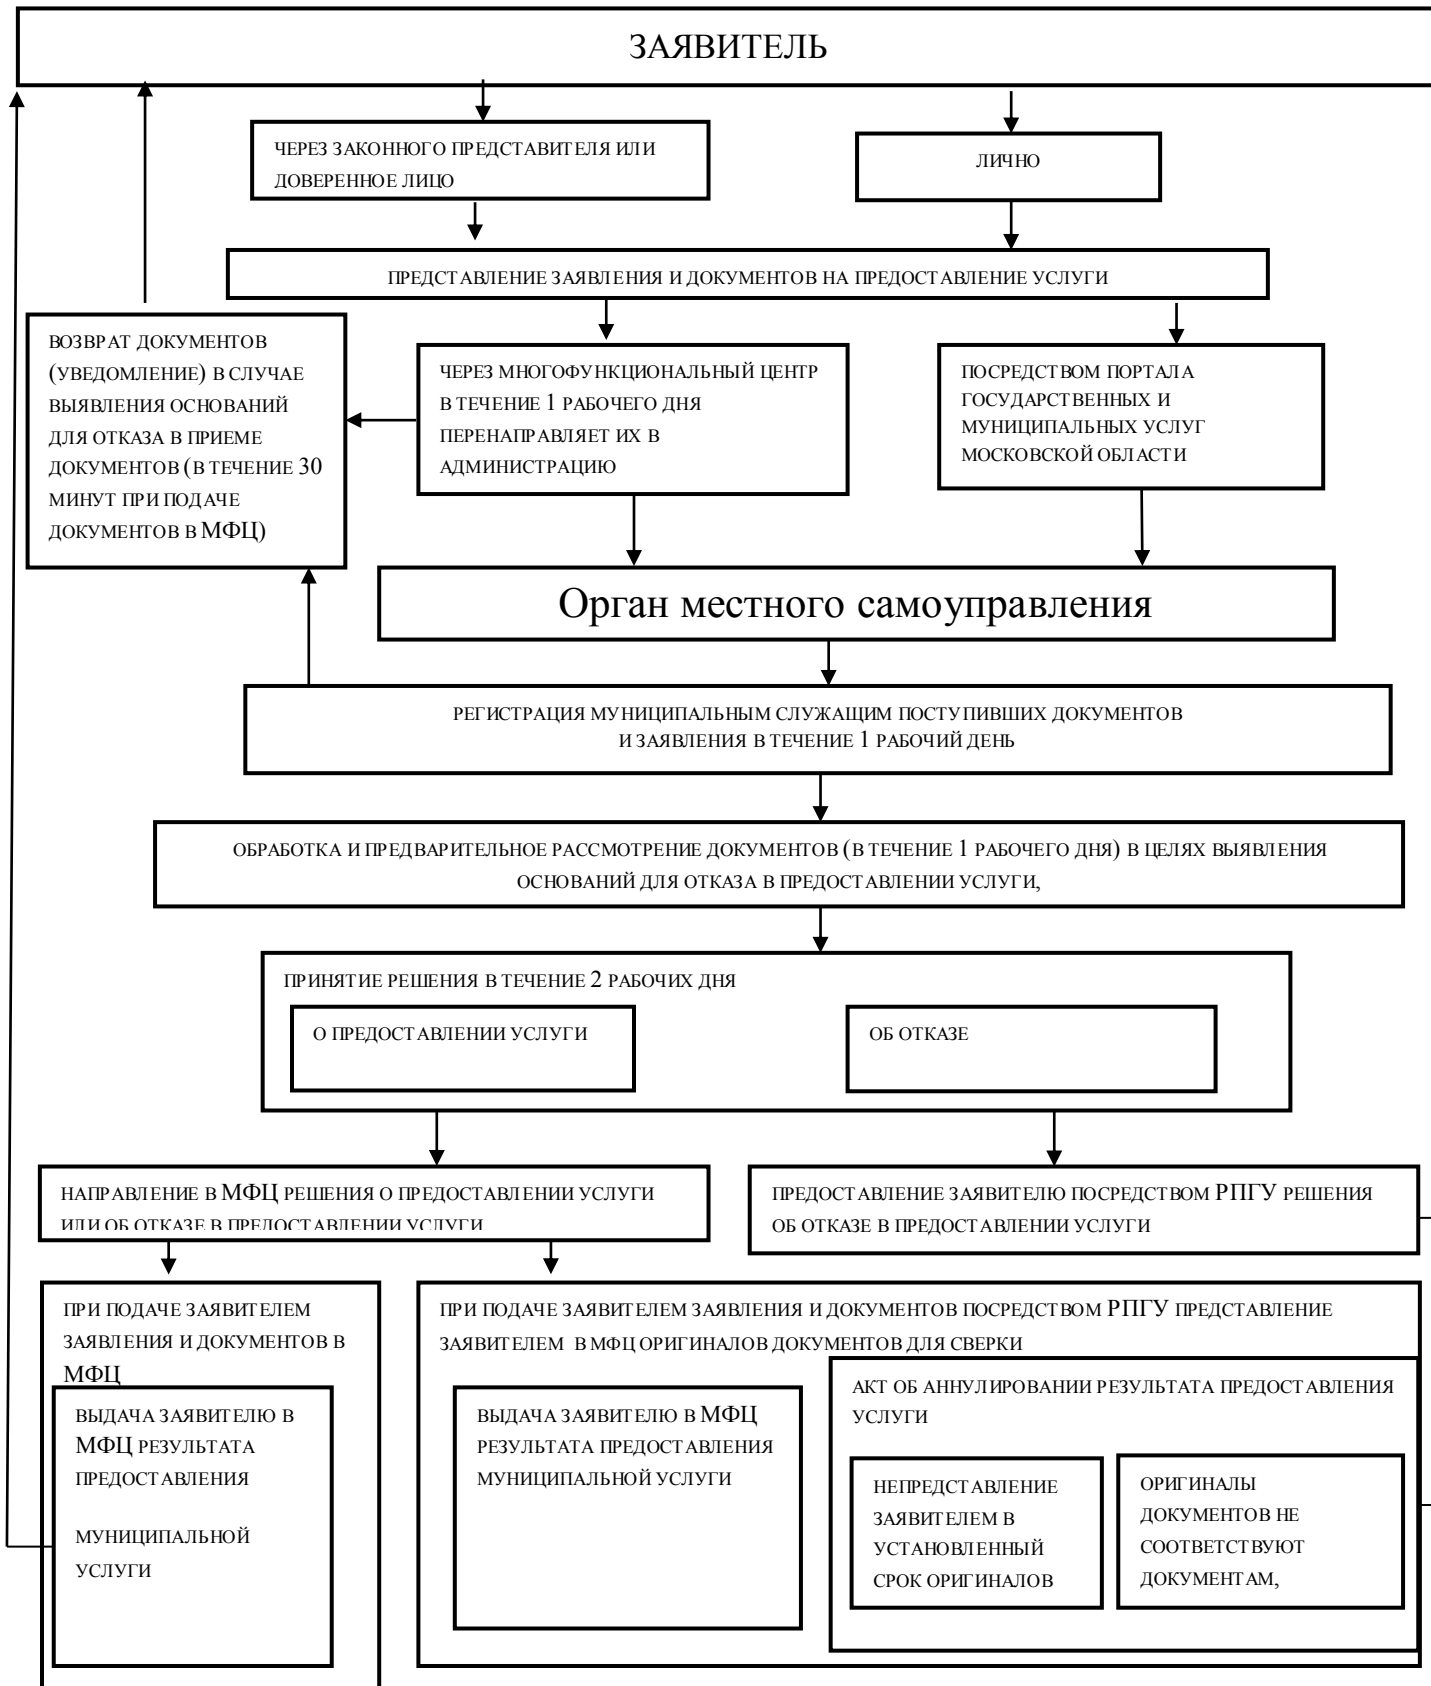 ЗАЯВИТЕЛЬ
ЧЕРЕЗ ЗАКОННОГО ПРЕДСТАВИТЕЛЯ ИЛИ
ДОВЕРЕННОЕ ЛИЦО
ЛИЧНО
ПРЕДСТАВЛЕНИЕ ЗАЯВЛЕНИЯ И ДОКУМЕНТОВ НА ПРЕДОСТАВЛЕНИЕ УСЛУГИ
ВОЗВРАТ ДОКУМЕНТОВ
(УВЕДОМЛЕНИЕ) В СЛУЧАЕ
ВЫЯВЛЕНИЯ ОСНОВАНИЙ
ДЛЯ ОТКАЗА В ПРИЕМЕ
ДОКУМЕНТОВ (В ТЕЧЕНИЕ 30
МИНУТ ПРИ ПОДАЧЕ
ДОКУМЕНТОВ В МФЦ)
ЧЕРЕЗ МНОГОФУНКЦИОНАЛЬНЫЙ ЦЕНТР
В ТЕЧЕНИЕ 1 РАБОЧЕГО ДНЯ
ПЕРЕНАПРАВЛЯЕТ ИХ В
АДМИНИСТРАЦИЮ
ПОСРЕДСТВОМ ПОРТАЛА
ГОСУДАРСТВЕННЫХ И
МУНИЦИПАЛЬНЫХ УСЛУГ
МОСКОВСКОЙ ОБЛАСТИ
Орган местного самоуправления
РЕГИСТРАЦИЯ МУНИЦИПАЛЬНЫМ СЛУЖАЩИМ ПОСТУПИВШИХ ДОКУМЕНТОВ
И ЗАЯВЛЕНИЯ В ТЕЧЕНИЕ 1 РАБОЧИЙ ДЕНЬ
ОБРАБОТКА И ПРЕДВАРИТЕЛЬНОЕ РАССМОТРЕНИЕ ДОКУМЕНТОВ (В ТЕЧЕНИЕ 1 РАБОЧЕГО ДНЯ) В ЦЕЛЯХ ВЫЯВЛЕНИЯ
ОСНОВАНИЙ ДЛЯ ОТКАЗА В ПРЕДОСТАВЛЕНИИ УСЛУГИ,
ПРИНЯТИЕ РЕШЕНИЯ В ТЕЧЕНИЕ 2 РАБОЧИХ ДНЯ
О ПРЕДОСТАВЛЕНИИ УСЛУГИ
ОБ ОТКАЗЕ
НАПРАВЛЕНИЕ В МФЦ РЕШЕНИЯ О ПРЕДОСТАВЛЕНИИ УСЛУГИ
ИЛИ ОБ ОТКАЗЕ В ПРЕДОСТАВЛЕНИИ УСЛУГИ
ПРЕДОСТАВЛЕНИЕ ЗАЯВИТЕЛЮ ПОСРЕДСТВОМ РПГУ РЕШЕНИЯ
ОБ ОТКАЗЕ В ПРЕДОСТАВЛЕНИИ УСЛУГИ
ПРИ ПОДАЧЕ ЗАЯВИТЕЛЕМ
ЗАЯВЛЕНИЯ И ДОКУМЕНТОВ В
МФЦ
ВЫДАЧА ЗАЯВИТЕЛЮ В
МФЦ РЕЗУЛЬТАТА
ПРЕДОСТАВЛЕНИЯ
МУНИЦИПАЛЬНОЙ
УСЛУГИ
ПРИ ПОДАЧЕ ЗАЯВИТЕЛЕМ ЗАЯВЛЕНИЯ И ДОКУМЕНТОВ ПОСРЕДСТВОМ РПГУ ПРЕДСТАВЛЕНИЕ
ЗАЯВИТЕЛЕМ В МФЦ ОРИГИНАЛОВ ДОКУМЕНТОВ ДЛЯ СВЕРКИ
ВЫДАЧА ЗАЯВИТЕЛЮ В МФЦ
РЕЗУЛЬТАТА ПРЕДОСТАВЛЕНИЯ
МУНИЦИПАЛЬНОЙ УСЛУГИ
АКТ ОБ АННУЛИРОВАНИИ РЕЗУЛЬТАТА ПРЕДОСТАВЛЕНИЯ
УСЛУГИ
НЕПРЕДСТАВЛЕНИЕ
ЗАЯВИТЕЛЕМ В
УСТАНОВЛЕННЫЙ
СРОК ОРИГИНАЛОВ
ОРИГИНАЛЫ
ДОКУМЕНТОВ НЕ
СООТВЕТСТВУЮТ
ДОКУМЕНТАМ,